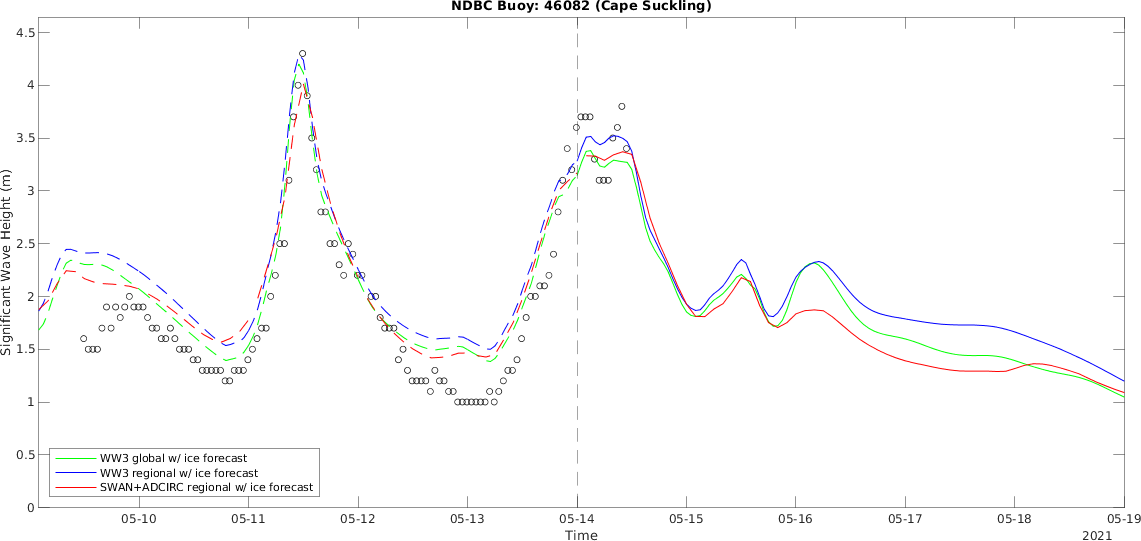 NDBC Buoy: 46082 (Cape Suckling)
4.5
4
3.5
3
2.5
2
1.5
1
0.5
0
Significant Wave Height (m)
WW3 global w/ ice forecast
WW3 regional w/ ice forecast
SWAN+ADCIRC regional w/ ice forecast
05-10 05-11 05-12 05-13 05-14 05-15 05-16 05-17 05-18 05-19
Time
2021